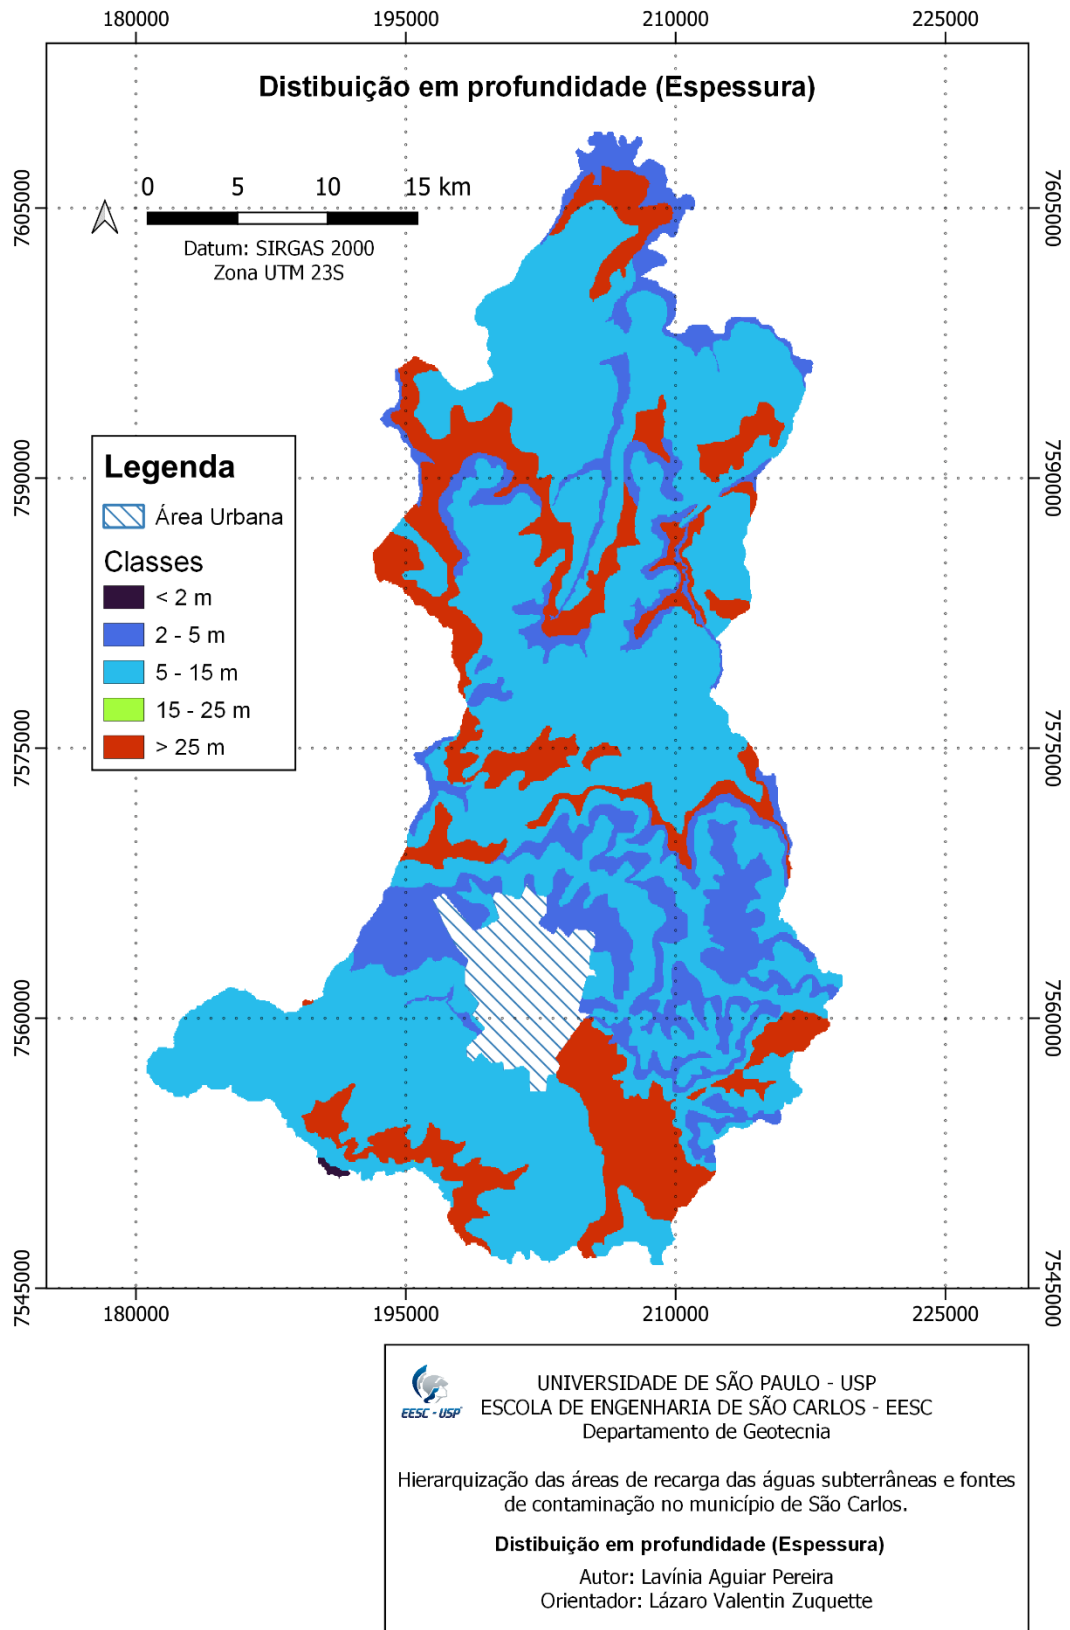 180000 195000 210000 225000
Distibuição em profundidade (Espessura)
0 5 10 15 km
Datum: SIRGAS 2000
Zona UTM 23S
7605000 7605000
7590000 7590000
7575000 7575000
7560000 7560000
7545000 7545000
Legenda
Área Urbana
Classes
< 2 m
2 - 5 m
5 - 15 m
15 - 25 m
> 25 m
180000 195000 210000 225000
EESC - USP
UNIVERSIDADE DE SÃO PAULO - USP
ESCOLA DE ENGENHARIA DE SÃO CARLOS - EESC
Departamento de Geotecnia
Hierarquização das áreas de recarga das águas subterrâneas e fontes
de contaminação no município de São Carlos.
Distibuição em profundidade (Espessura)
Autor: Lavínia Aguiar Pereira
Orientador: Lázaro Valentin Zuquette